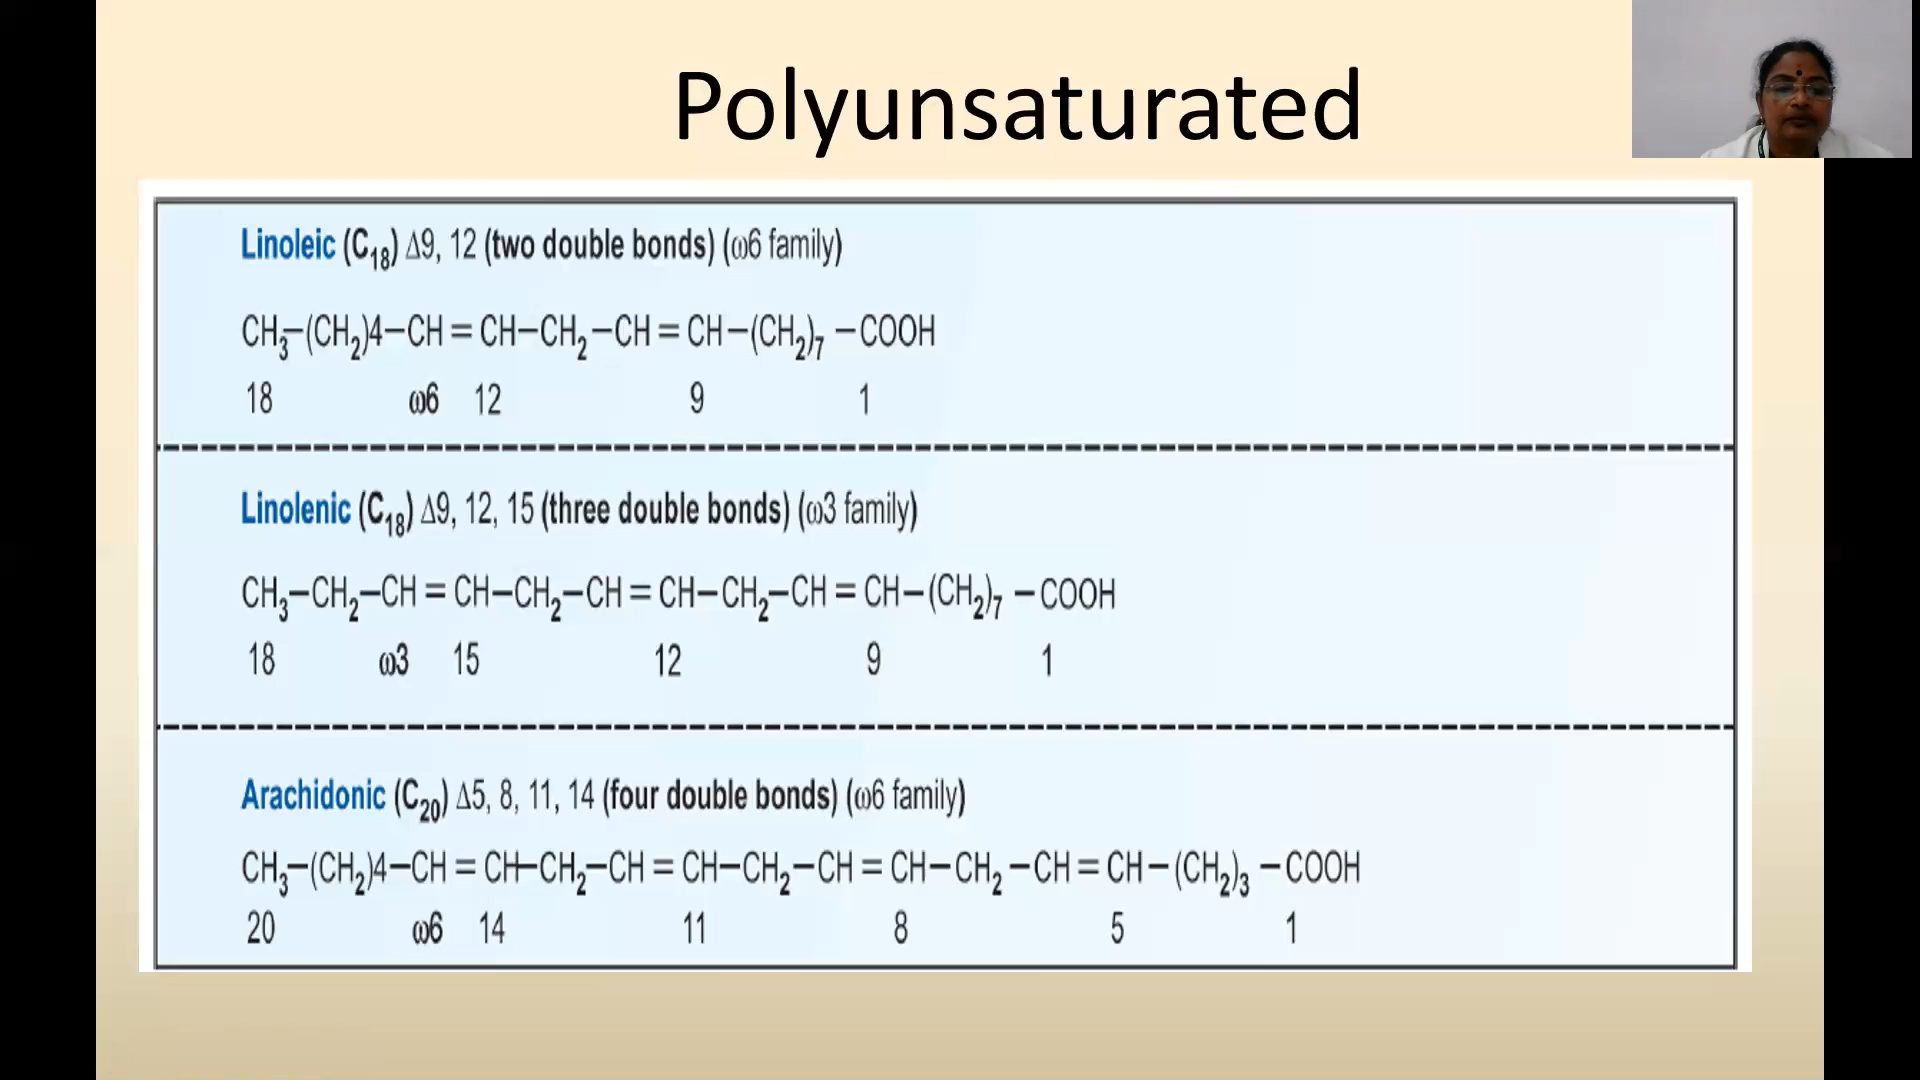 Polyunsaturated
Linoleic (C₁₈) Δ9, 12 (two double bonds) (ω6 family)
CH₃–(CH₂)4–CH = CH–CH₂–CH = CH–(CH₂)₇ –COOH
18 ω6 12 9 1
Linolenic (C₁₈) Δ9, 12, 15 (three double bonds) (ω3 family)
CH₃–CH₂–CH = CH–CH₂–CH = CH–CH₂–CH = CH–(CH₂)₇ –COOH
18 ω3 15 12 9 1
Arachidonic (C₂₀) Δ5, 8, 11, 14 (four double bonds) (ω6 family)
CH₃–(CH₂)4–CH = CH–CH₂–CH = CH–CH₂–CH = CH–CH₂ –CH = CH– (CH₂)₃ –COOH
20 ω6 14 11 8 5 1